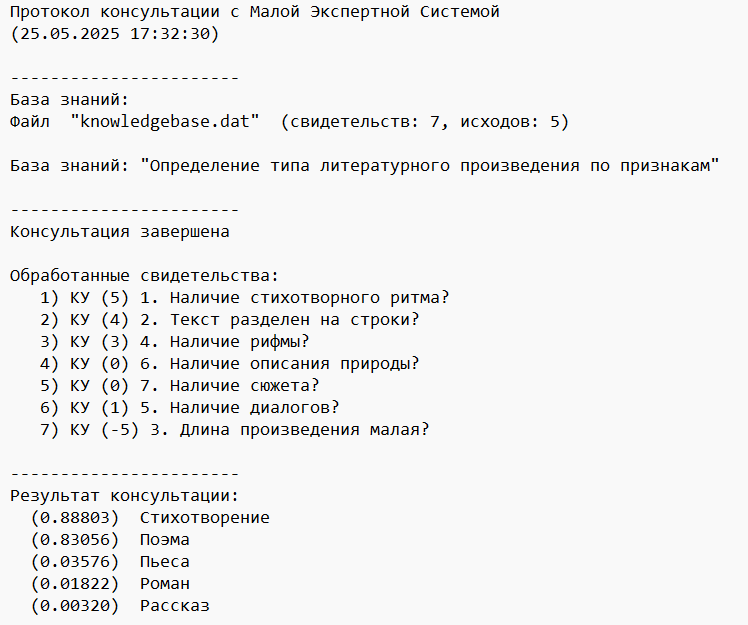 Протокол консультации с Малой Экспертной Системой
(25.05.2025 17:32:30)
-----------------------
База знаний:
Файл "knowledgebase.dat" (свидетельств: 7, исходов: 5)
База знаний: "Определение типа литературного произведения по признакам"
-----------------------
Консультация завершена
Обработанные свидетельства:
1) КУ (5) 1. Наличие стихотворного ритма?
2) КУ (4) 2. Текст разделен на строки?
3) КУ (3) 4. Наличие рифмы?
4) КУ (0) 6. Наличие описания природы?
5) КУ (0) 7. Наличие сюжета?
6) КУ (1) 5. Наличие диалогов?
7) КУ (-5) 3. Длина произведения малая?
-----------------------
Результат консультации:
(0.88803) Стихотворение
(0.83056) Поэма
(0.03576) Пьеса
(0.01822) Роман
(0.00320) Рассказ